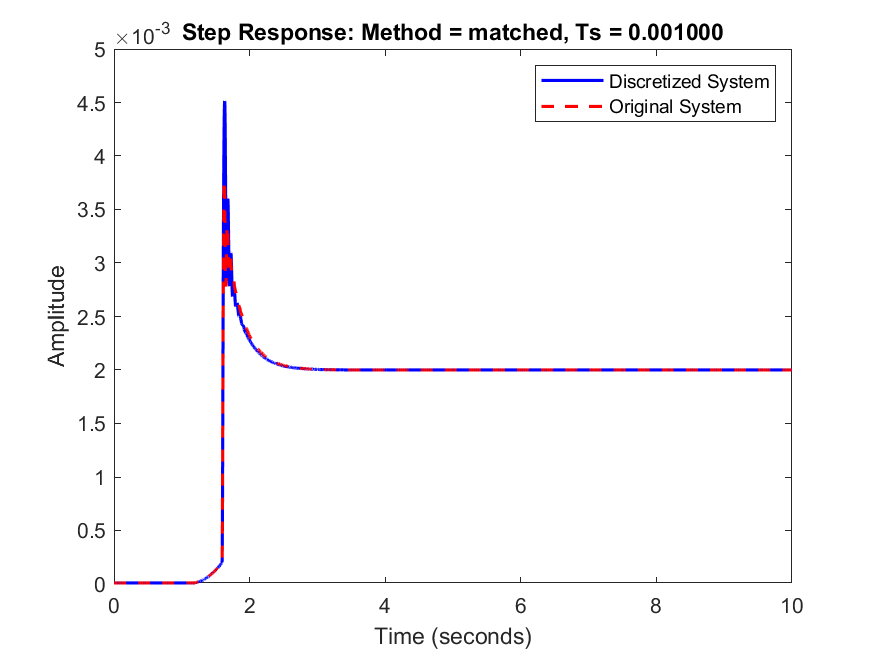 ×10-3 Step Response: Method = matched, Ts = 0.001000
Discretized System
Original System
5
4.5
4
3.5
3
2.5
2
1.5
1
0.5
0
Amplitude
0 2 4 6 8 10
Time (seconds)